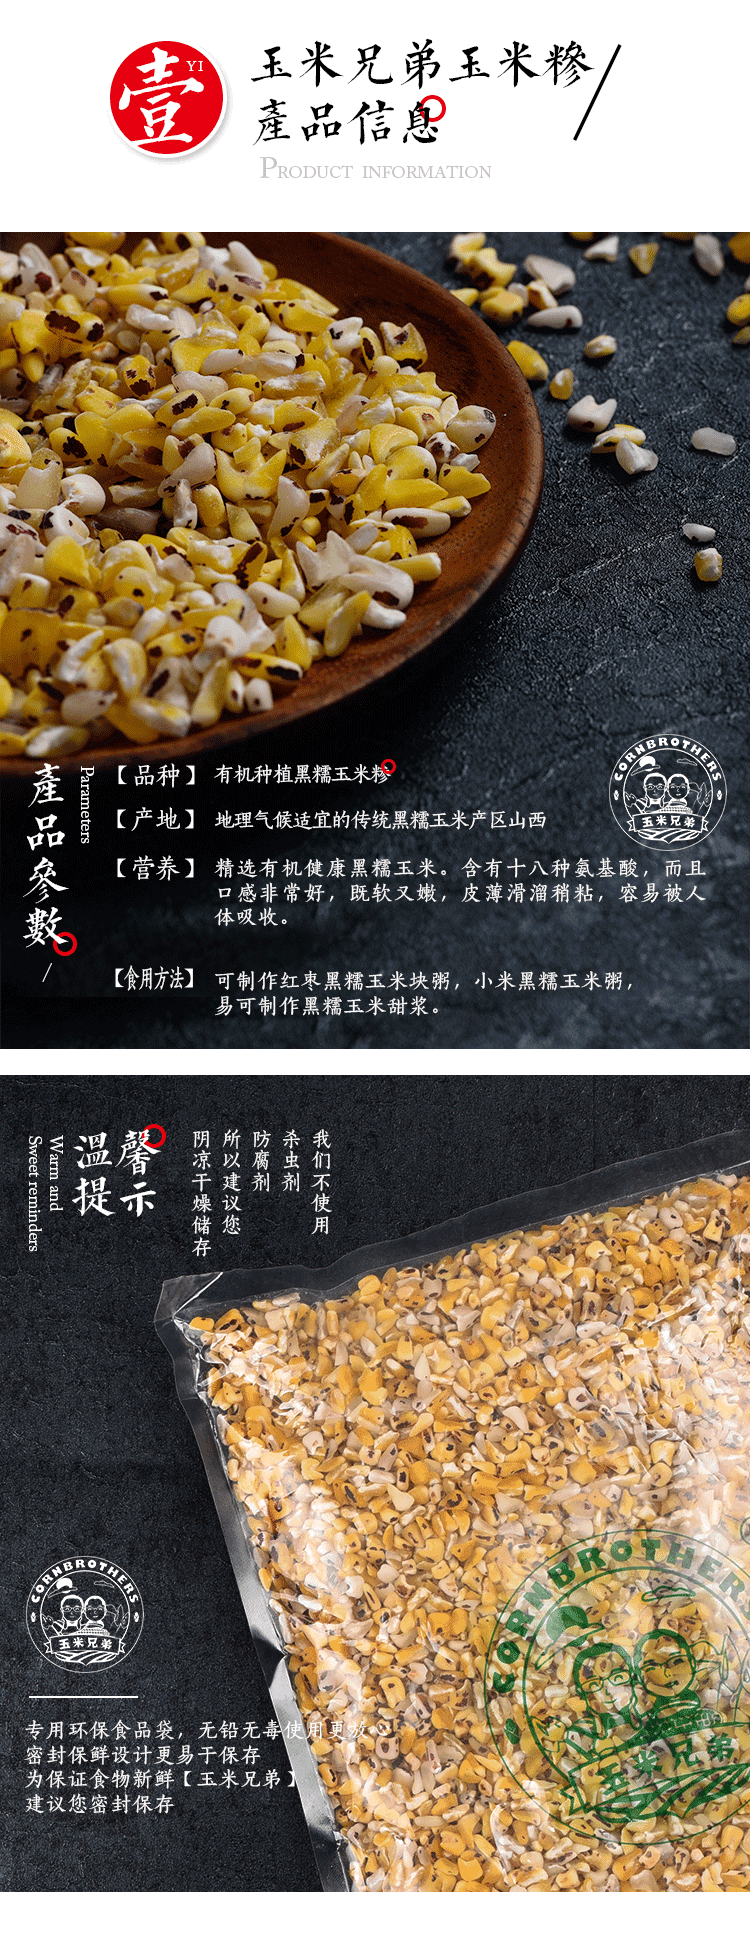 壹
YI
玉米兄弟玉米糁
產品信息
PRODUCT INFORMATION
產品參數
Parameters
【品种】 有机种植黑糯玉米糁
【产地】 地理气候适宜的传统黑糯玉米产区山西
【营养】 精选有机健康黑糯玉米。含有十八种氨基酸，而且
口感非常好，既软又嫩，皮薄滑溜稍粘，容易被人
体吸收。
【食用方法】 可制作红枣黑糯玉米块粥，小米黑糯玉米粥，
易可制作黑糯玉米甜浆。
CORNBROTHERS
玉米兄弟
温馨
提示
Warm and
Sweet reminders
我们不使用
杀虫剂
防腐剂
所以建议您
阴凉干燥储存
CORNBROTHERS
玉米兄弟
CORNBROTHERS
玉米兄弟
专用环保食品袋，无铅无毒使用更放心
密封保鲜设计更易于保存
为保证食物新鲜【玉米兄弟】
建议您密封保存